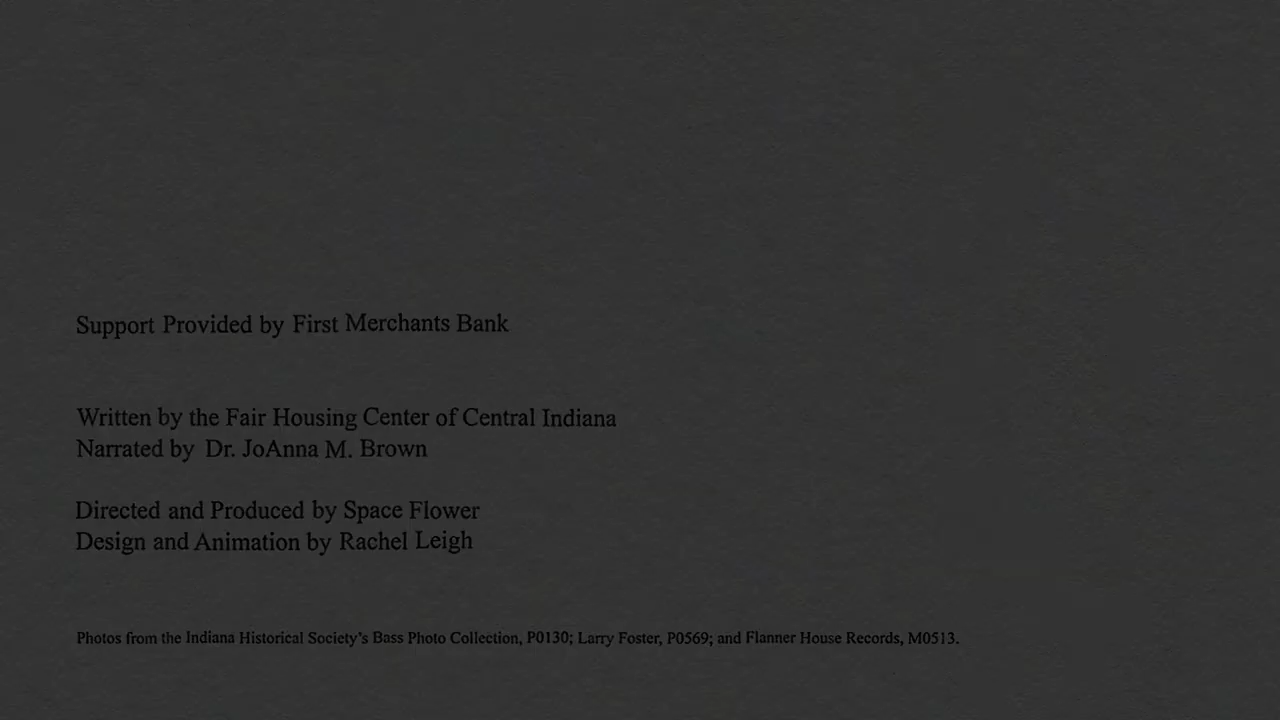 Support Provided by First Merchants Bank
Written by the Fair Housing Center of Central Indiana
Narrated by Dr. JoAnna M. Brown
Directed and Produced by Space Flower
Design and Animation by Rachel Leigh
Photos from the Indiana Historical Society's Bass Photo Collection, P0130; Larry Foster, P0569; and Flanner House Records, M0513.